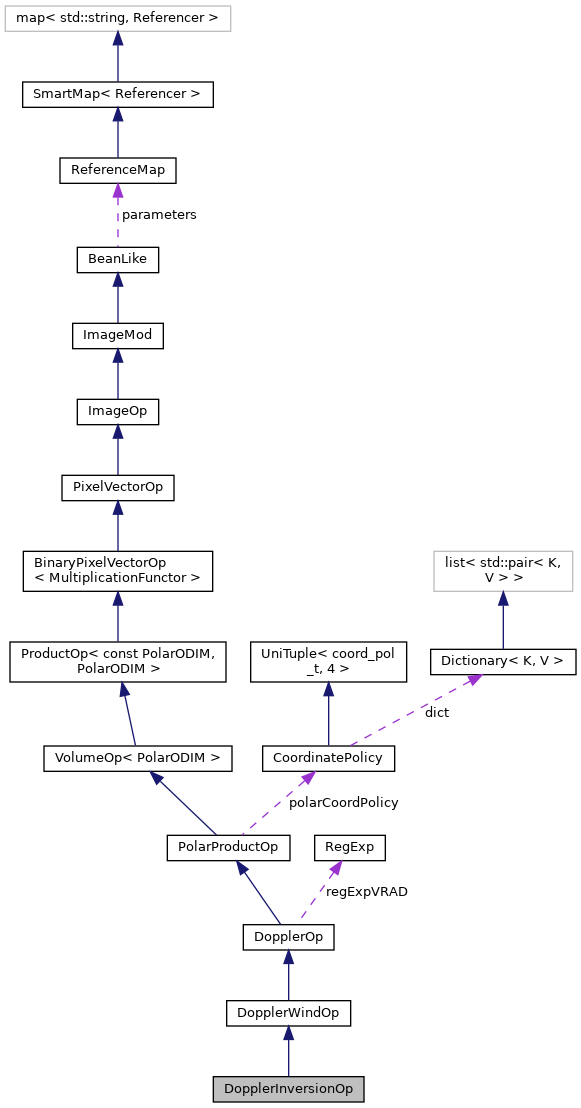 map< std::string, Referencer >
SmartMap< Referencer >
ReferenceMap
parameters
BeanLike
ImageMod
ImageOp
PixelVectorOp
BinaryPixelVectorOp
< MultiplicationFunctor >
list< std::pair< K,
V > >
ProductOp< const PolarODIM,
PolarODIM >
UniTuple< coord_pol
_t, 4 >
Dictionary< K, V >
dict
VolumeOp< PolarODIM >
CoordinatePolicy
polarCoordPolicy
PolarProductOp
RegExp
regExpVRAD
DopplerOp
DopplerWindOp
DopplerInversionOp